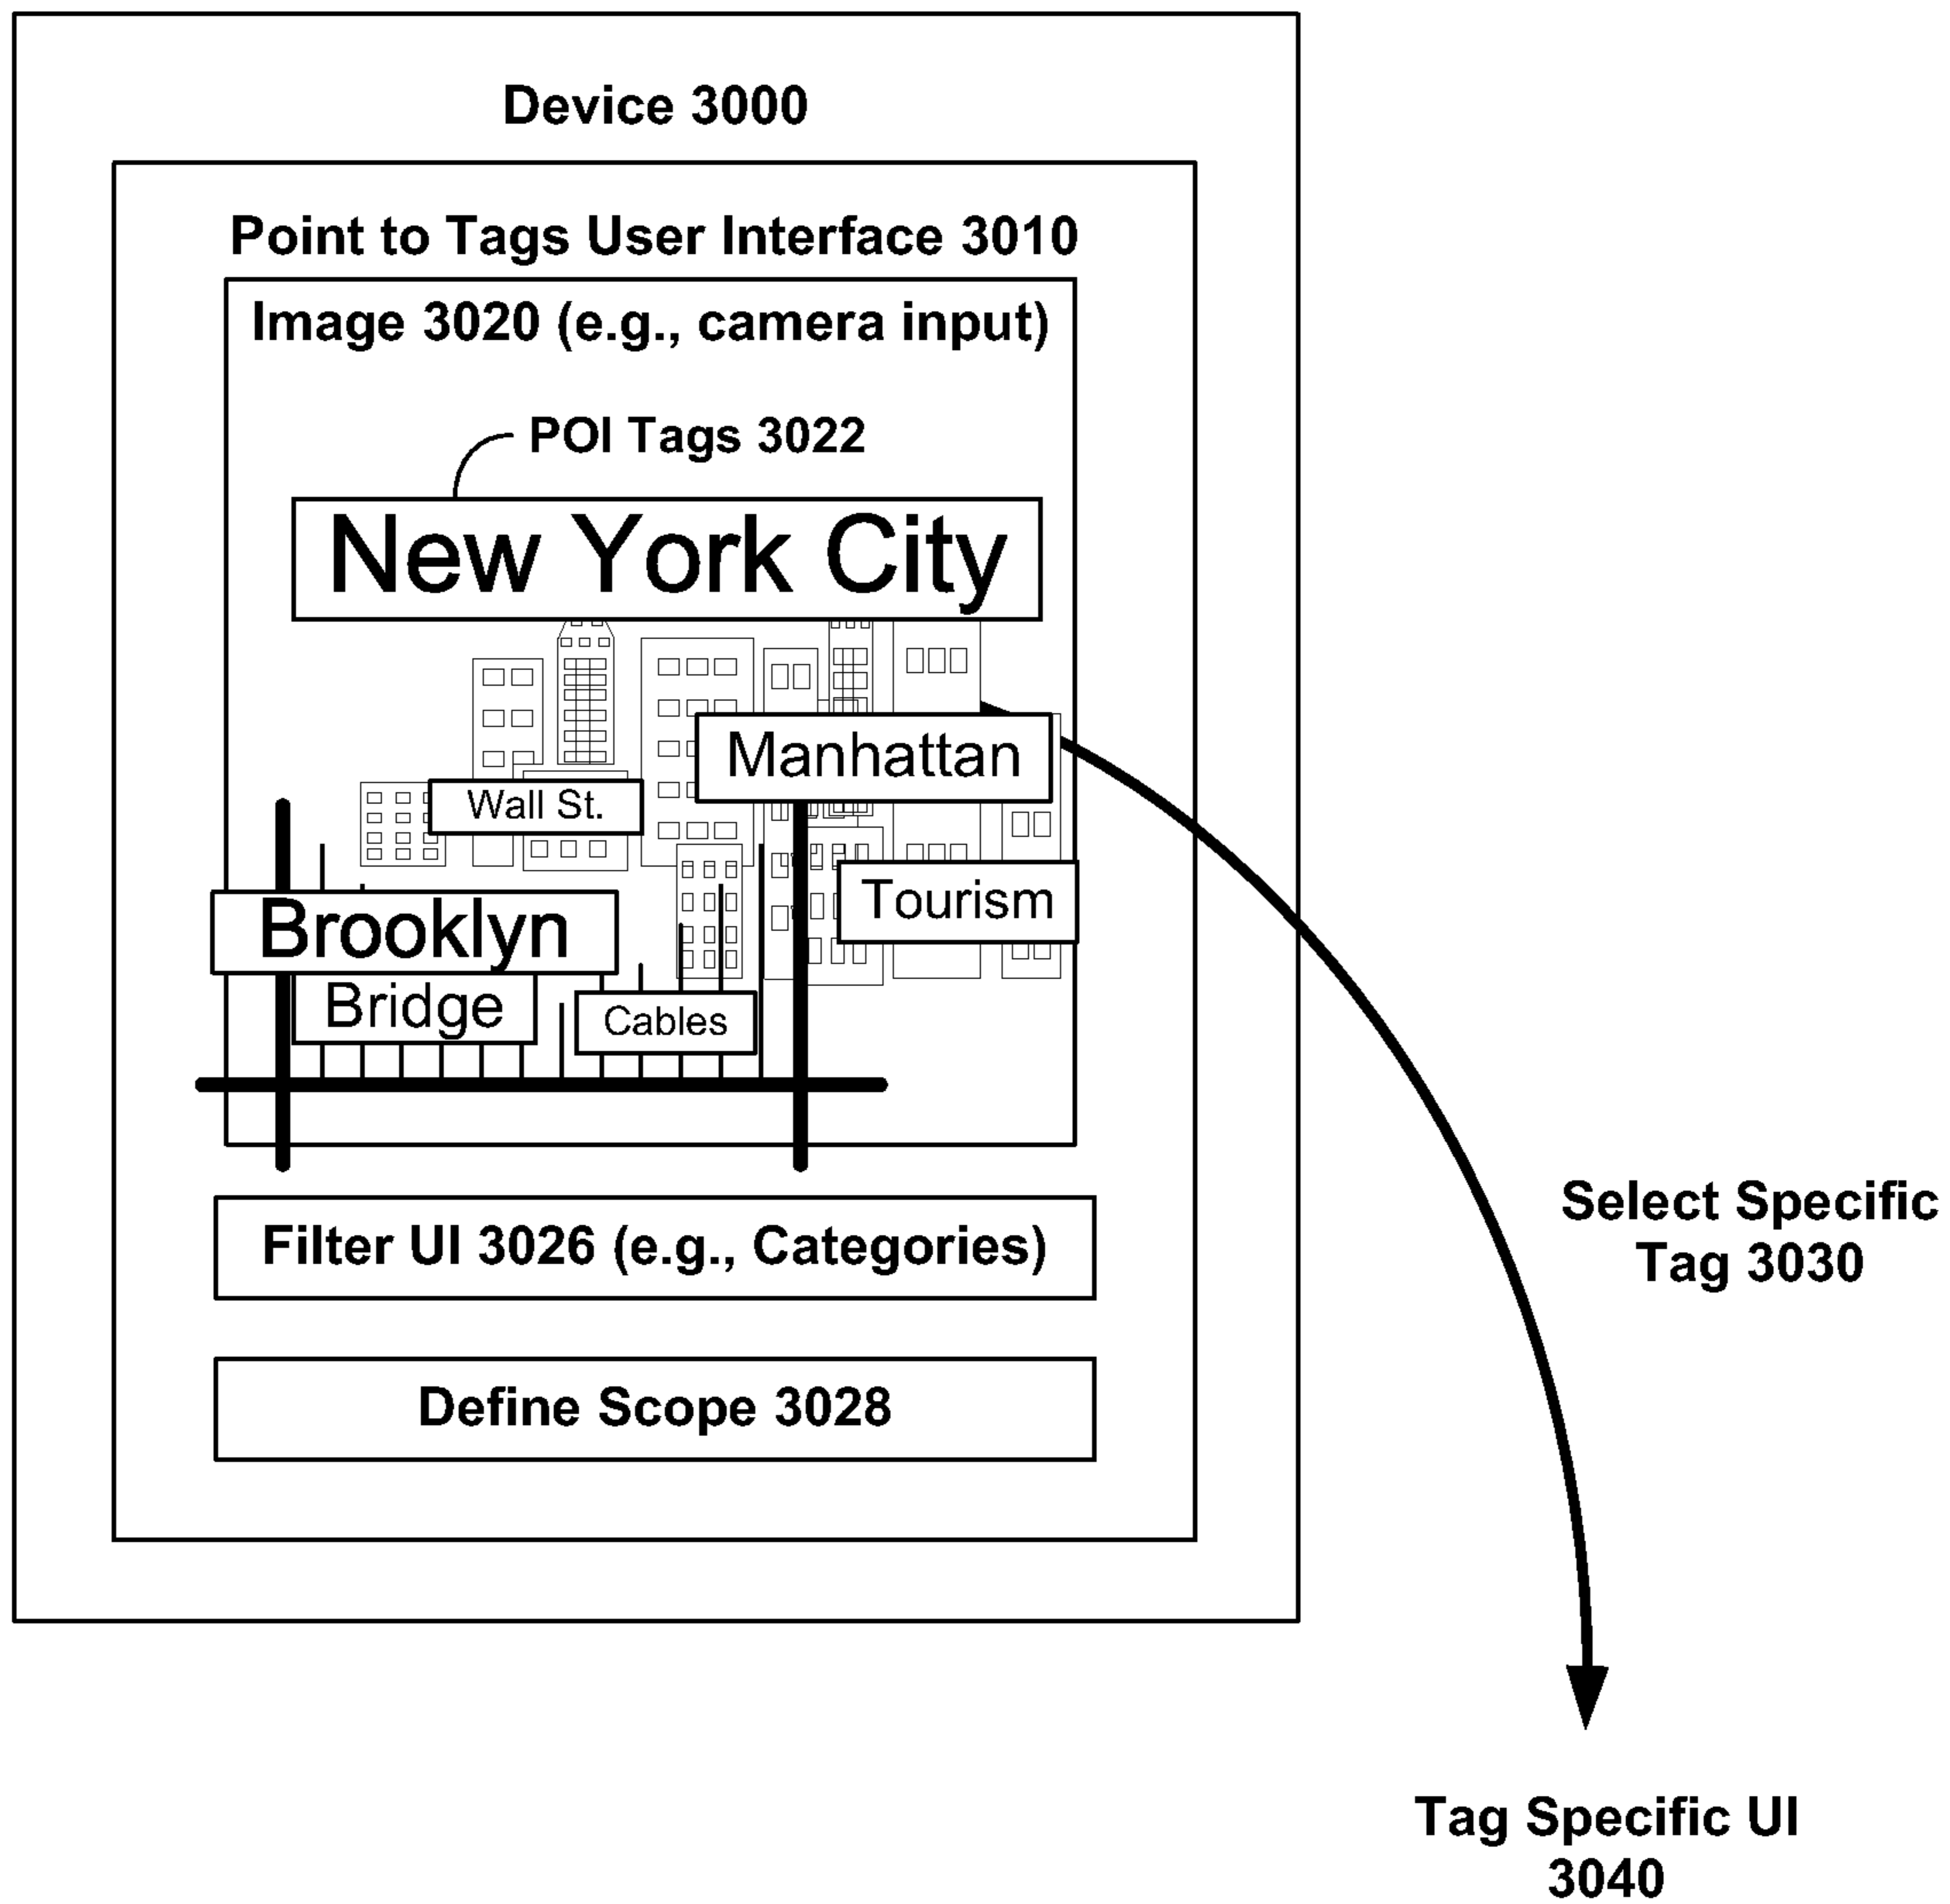 Device 3000
Point to Tags User Interface 3010
Image 3020 (e.g., camera input)
POI Tags 3022
New York City
Manhattan
Wall St.
Tourism
Brooklyn
Bridge
Cables
Filter UI 3026 (e.g., Categories)
Define Scope 3028
Select Specific
Tag 3030
Tag Specific UI
3040